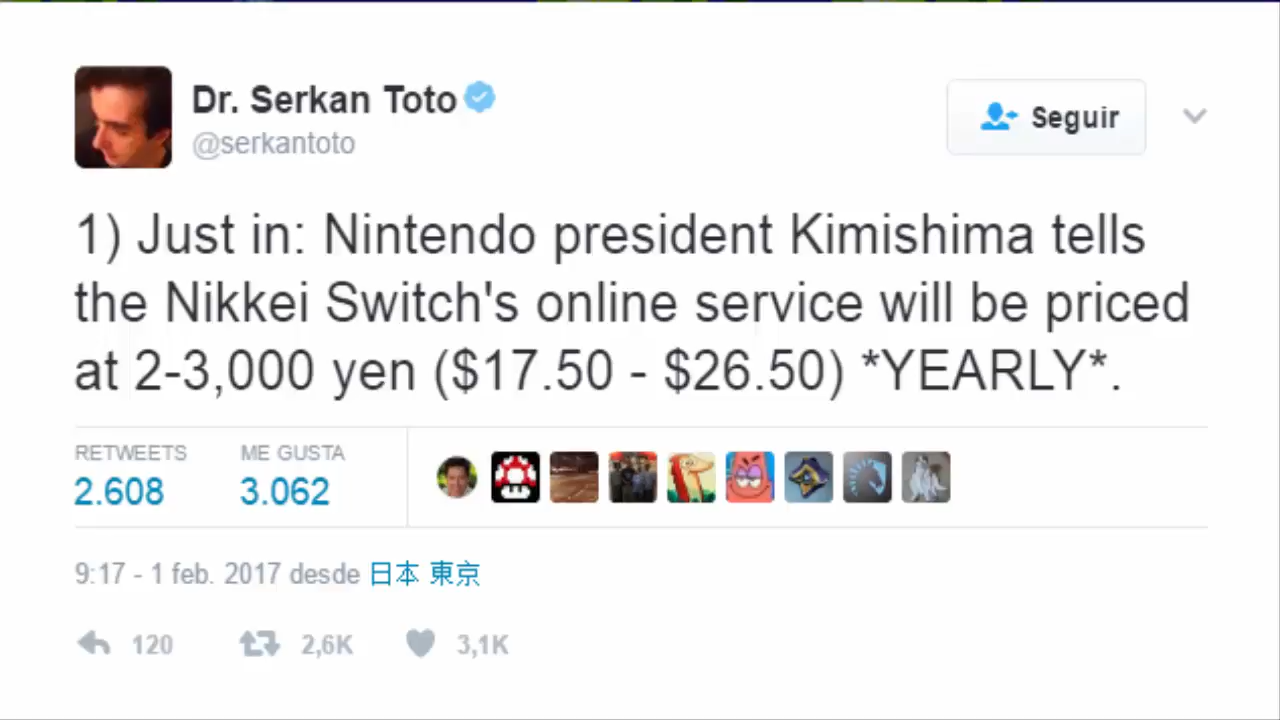 Dr. Serkan Toto
@serkantoto
Seguir
1) Just in: Nintendo president Kimishima tells
the Nikkei Switch's online service will be priced
at 2-3,000 yen ($17.50 - $26.50) *YEARLY*.
RETWEETS ME GUSTA
2.608 3.062
9:17 - 1 feb. 2017 desde 日本 東京
120 2,6K 3,1K